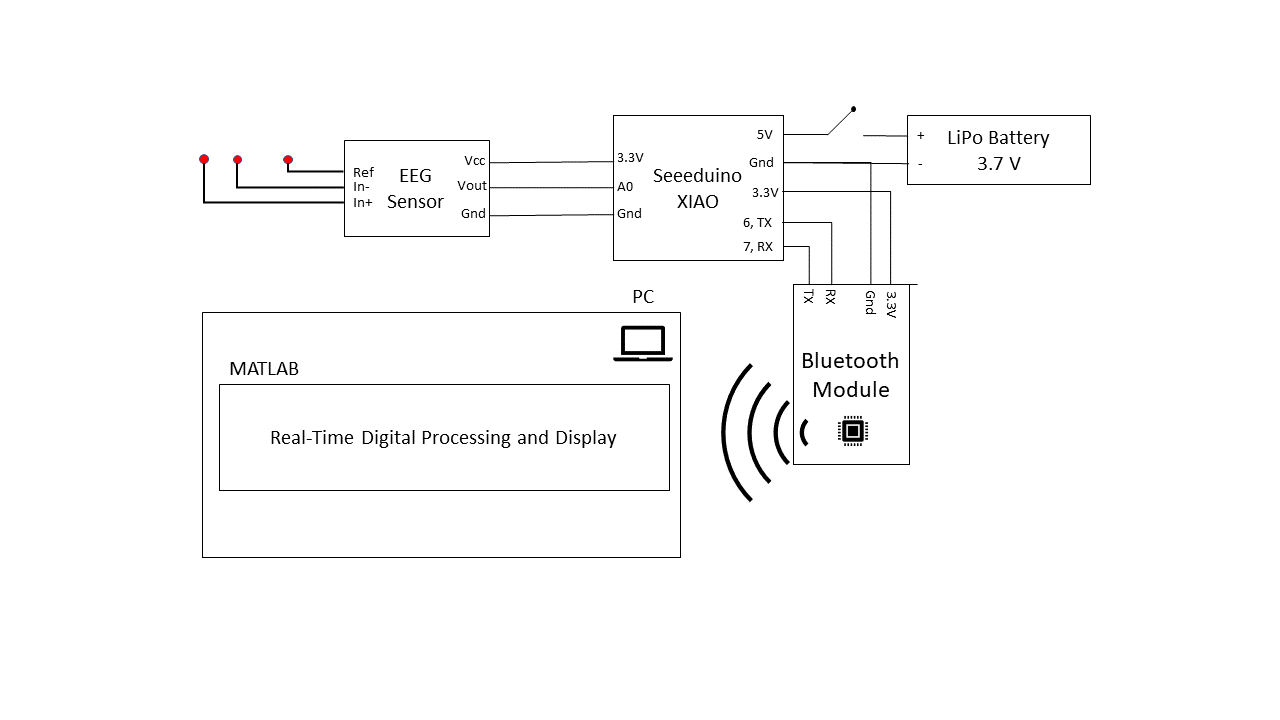 Ref
In-
In+
EEG
Sensor
Vcc
Vout
Gnd
3.3V
A0
Gnd
Seeeduino
XIAO
5V
Gnd
3.3V
6, TX
7, RX
+
-
LiPo Battery
3.7 V
TX
RX
Gnd
3.3V
Bluetooth
Module
PC
MATLAB
Real-Time Digital Processing and Display